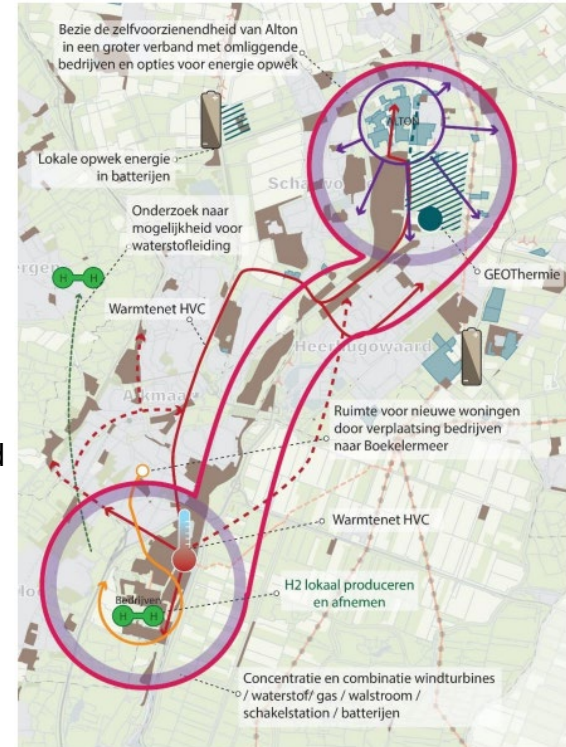 Bezie de zelfvoorzienendheid van Alton
in een groter verband met omliggende
bedrijven en opties voor energie opwek
ALTON
Lokale opwek energie
in batterijen
Onderzoek naar
mogelijkheid voor
waterstofleiding
H H
GEOThermie
Warmtenet HVC
Heerhugowaard
Alkmaar
Ruimte voor nieuwe woningen
door verplaatsing bedrijven
naar Boekelermeer
d
Warmtenet HVC
H2 lokaal produceren
en afnemen
Bedrijven
H H
Concentratie en combinatie windturbines
/ waterstof/ gas / walstroom /
schakelstation / batterijen